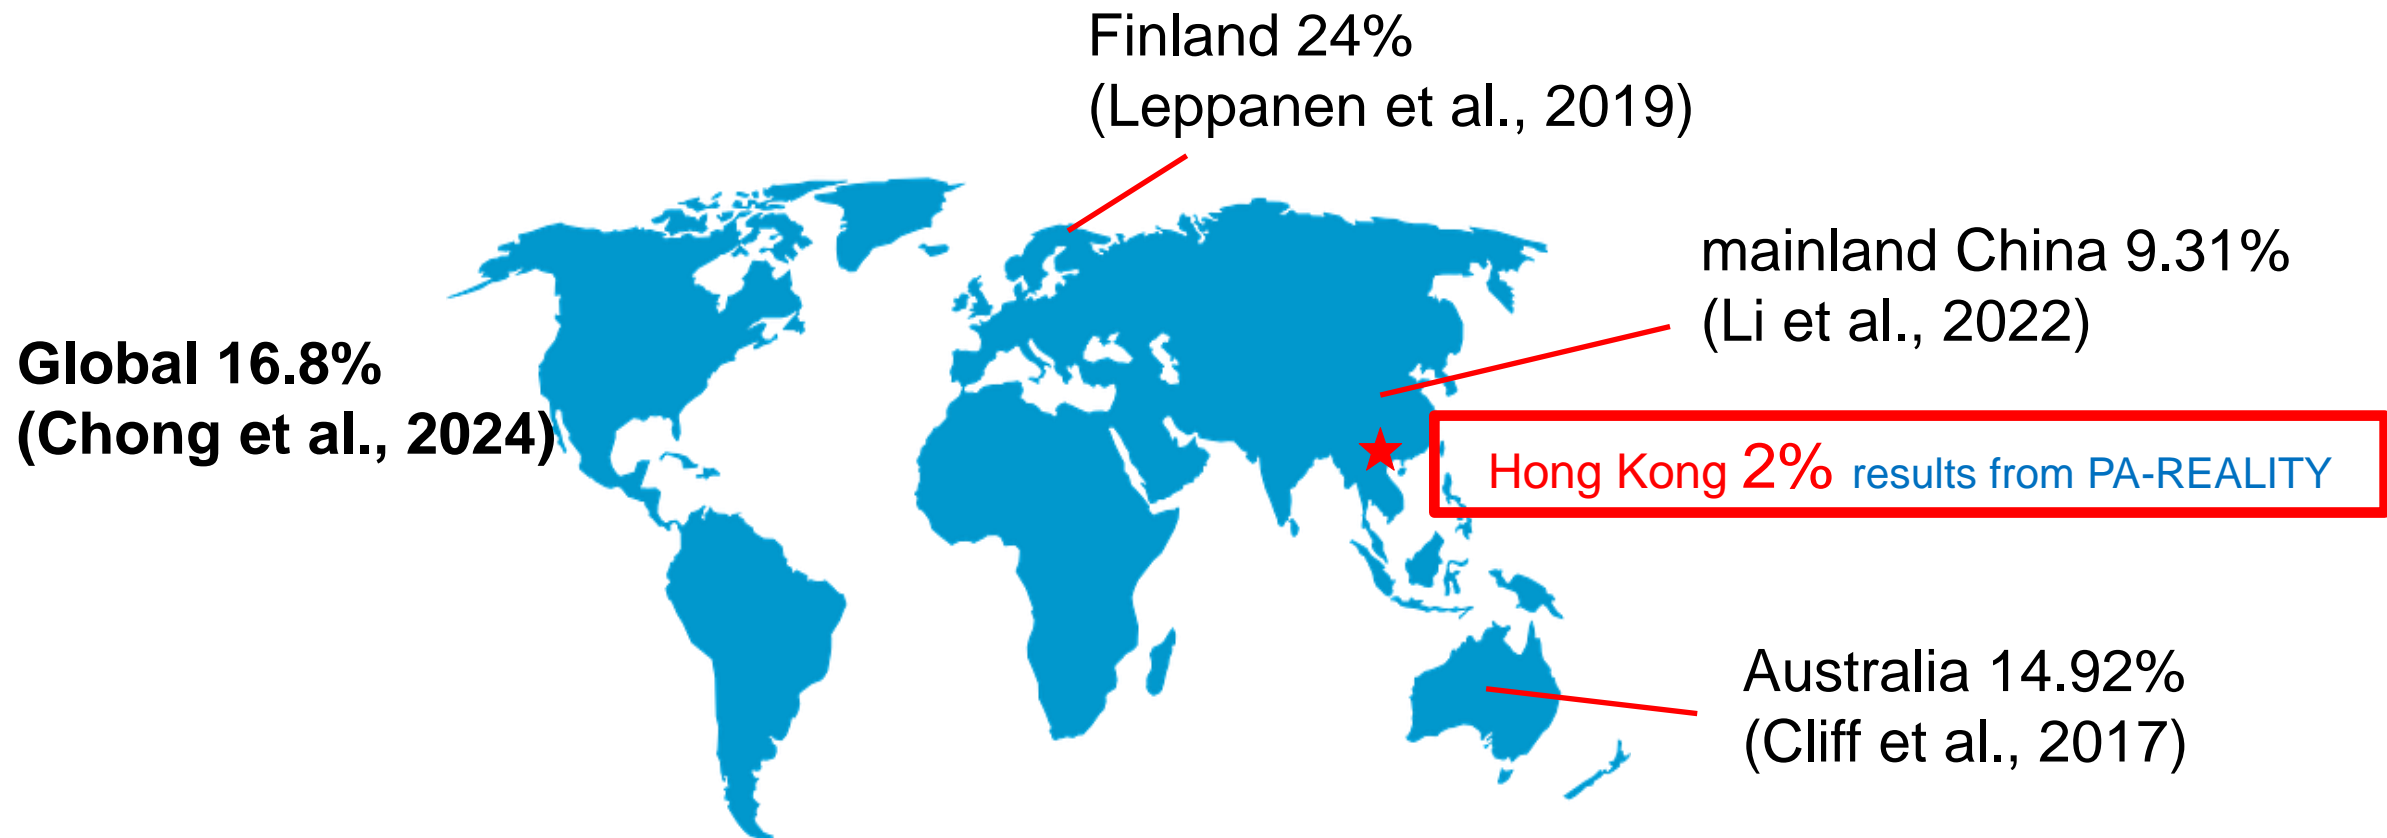 Finland 24%
(Leppanen et al., 2019)
mainland China 9.31%
(Li et al., 2022)
Global 16.8%
(Chong et al., 2024)
Hong Kong 2% results from PA-REALITY
Australia 14.92%
(Cliff et al., 2017)